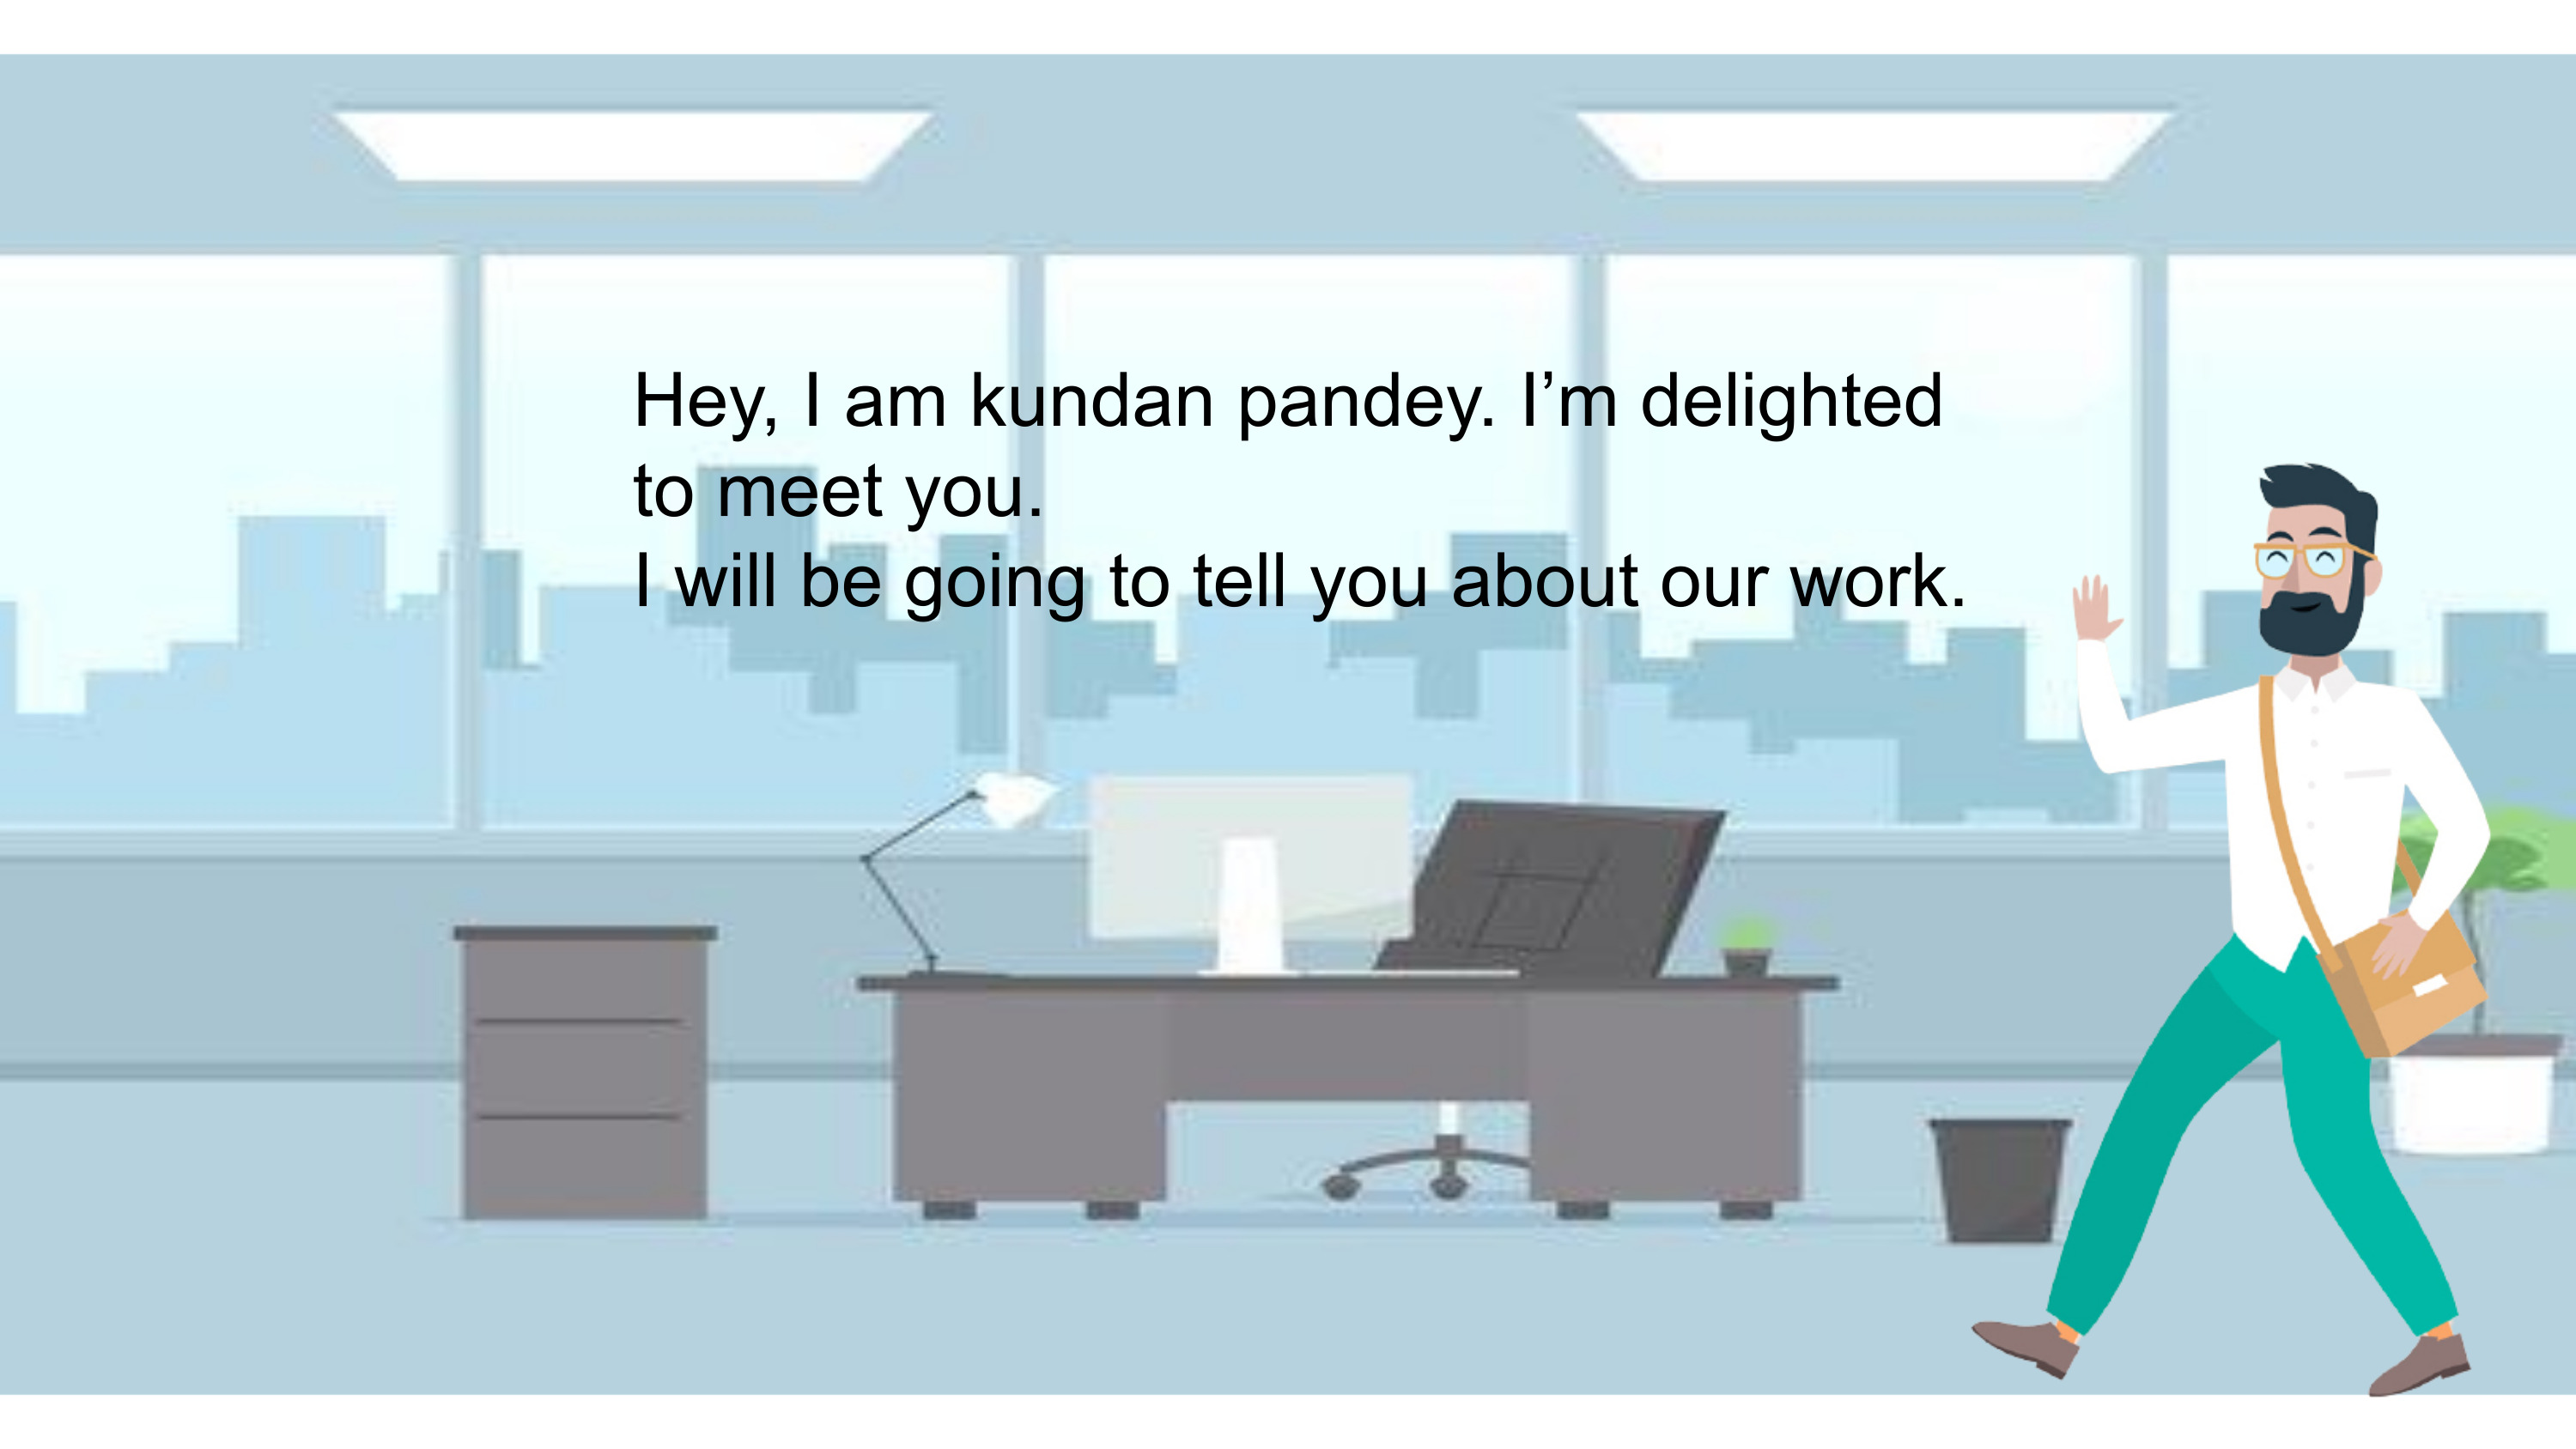 Hey, I am kundan pandey. I’m delighted
to meet you.
I will be going to tell you about our work.